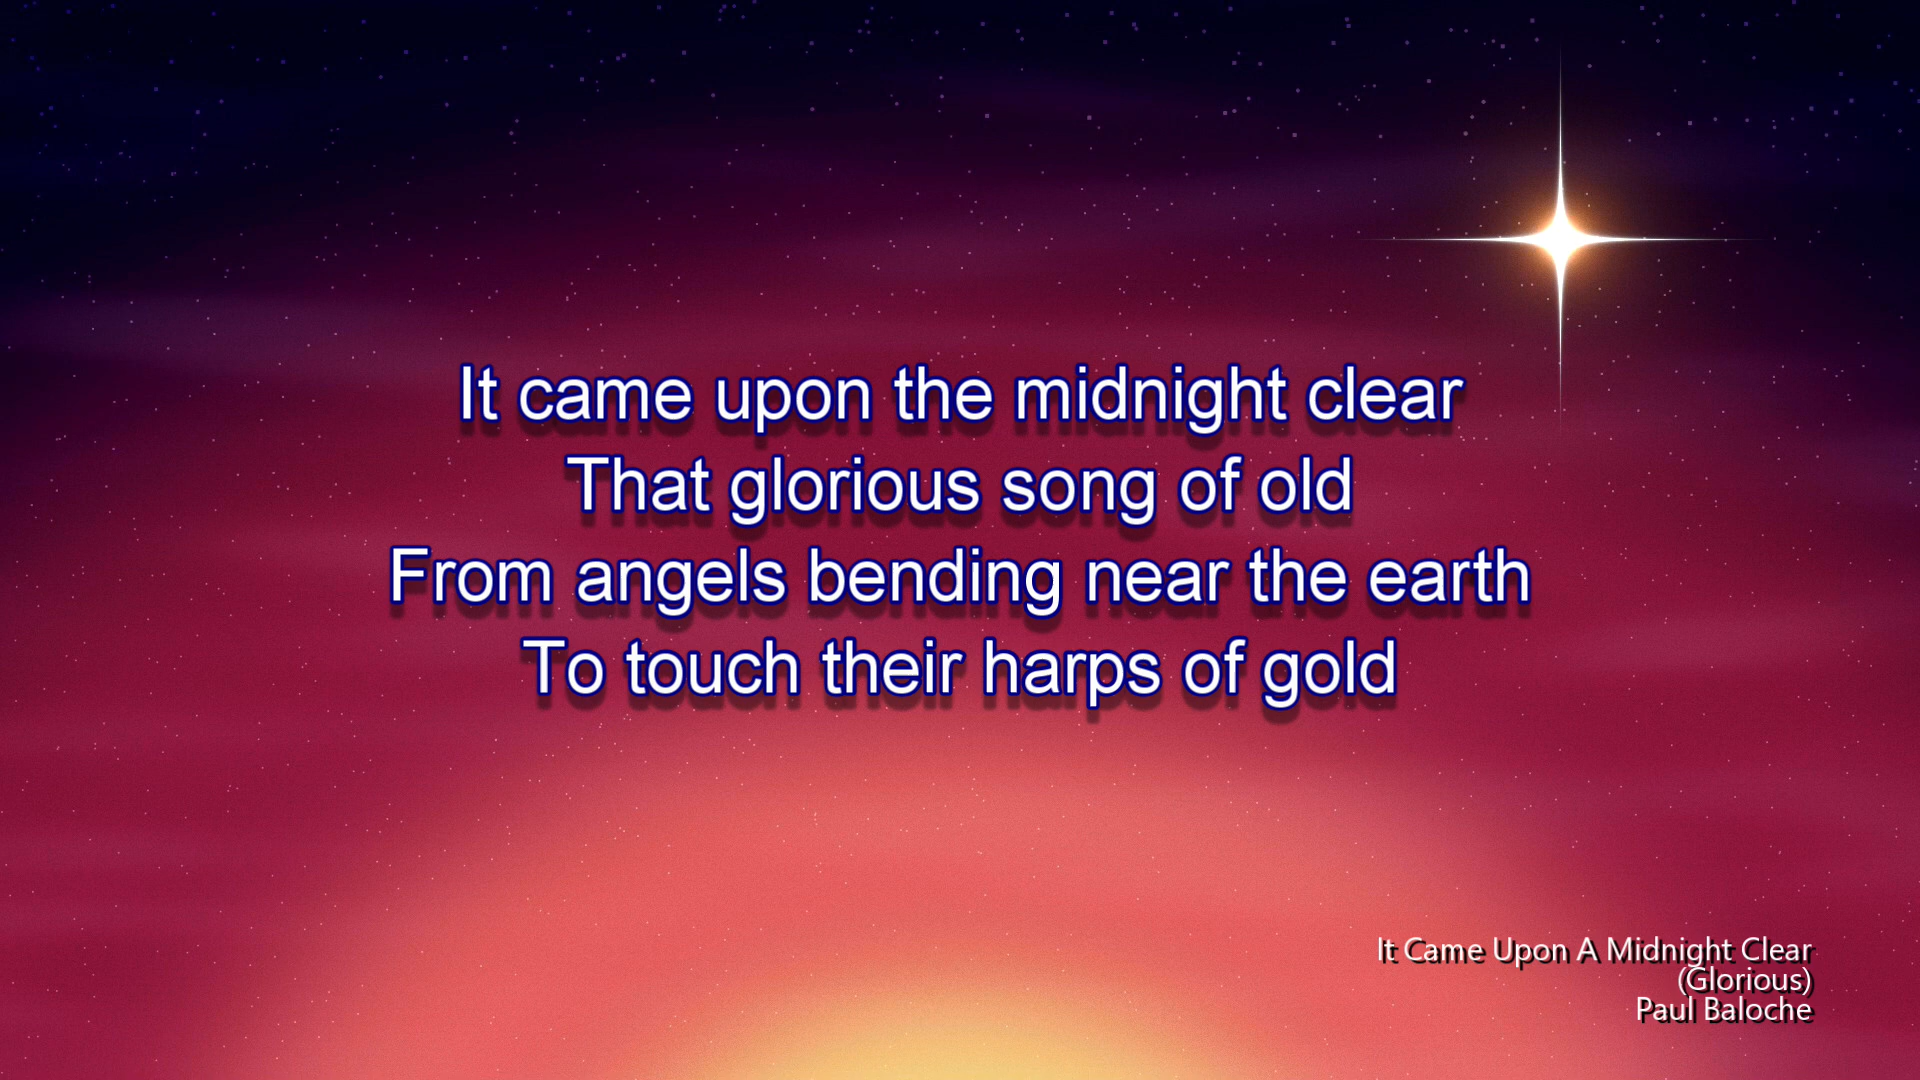 It came upon the midnight clear
That glorious song of old
From angels bending near the earth
To touch their harps of gold
It Came Upon A Midnight Clear
(Glorious)
Paul Baloche